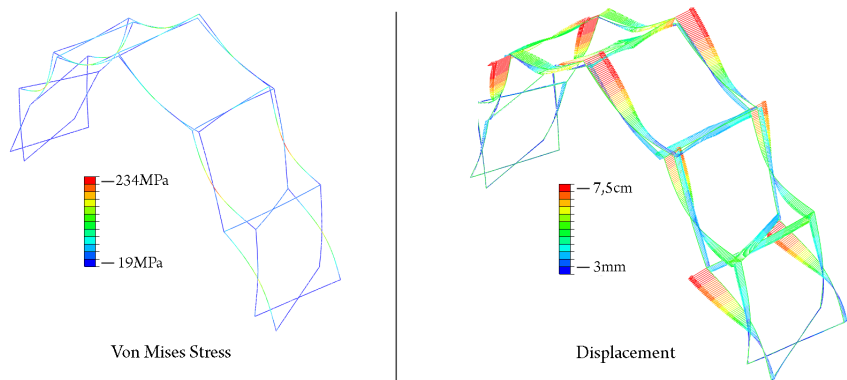 —234MPa
—19MPa
Von Mises Stress
—7,5cm
—3mm
Displacement